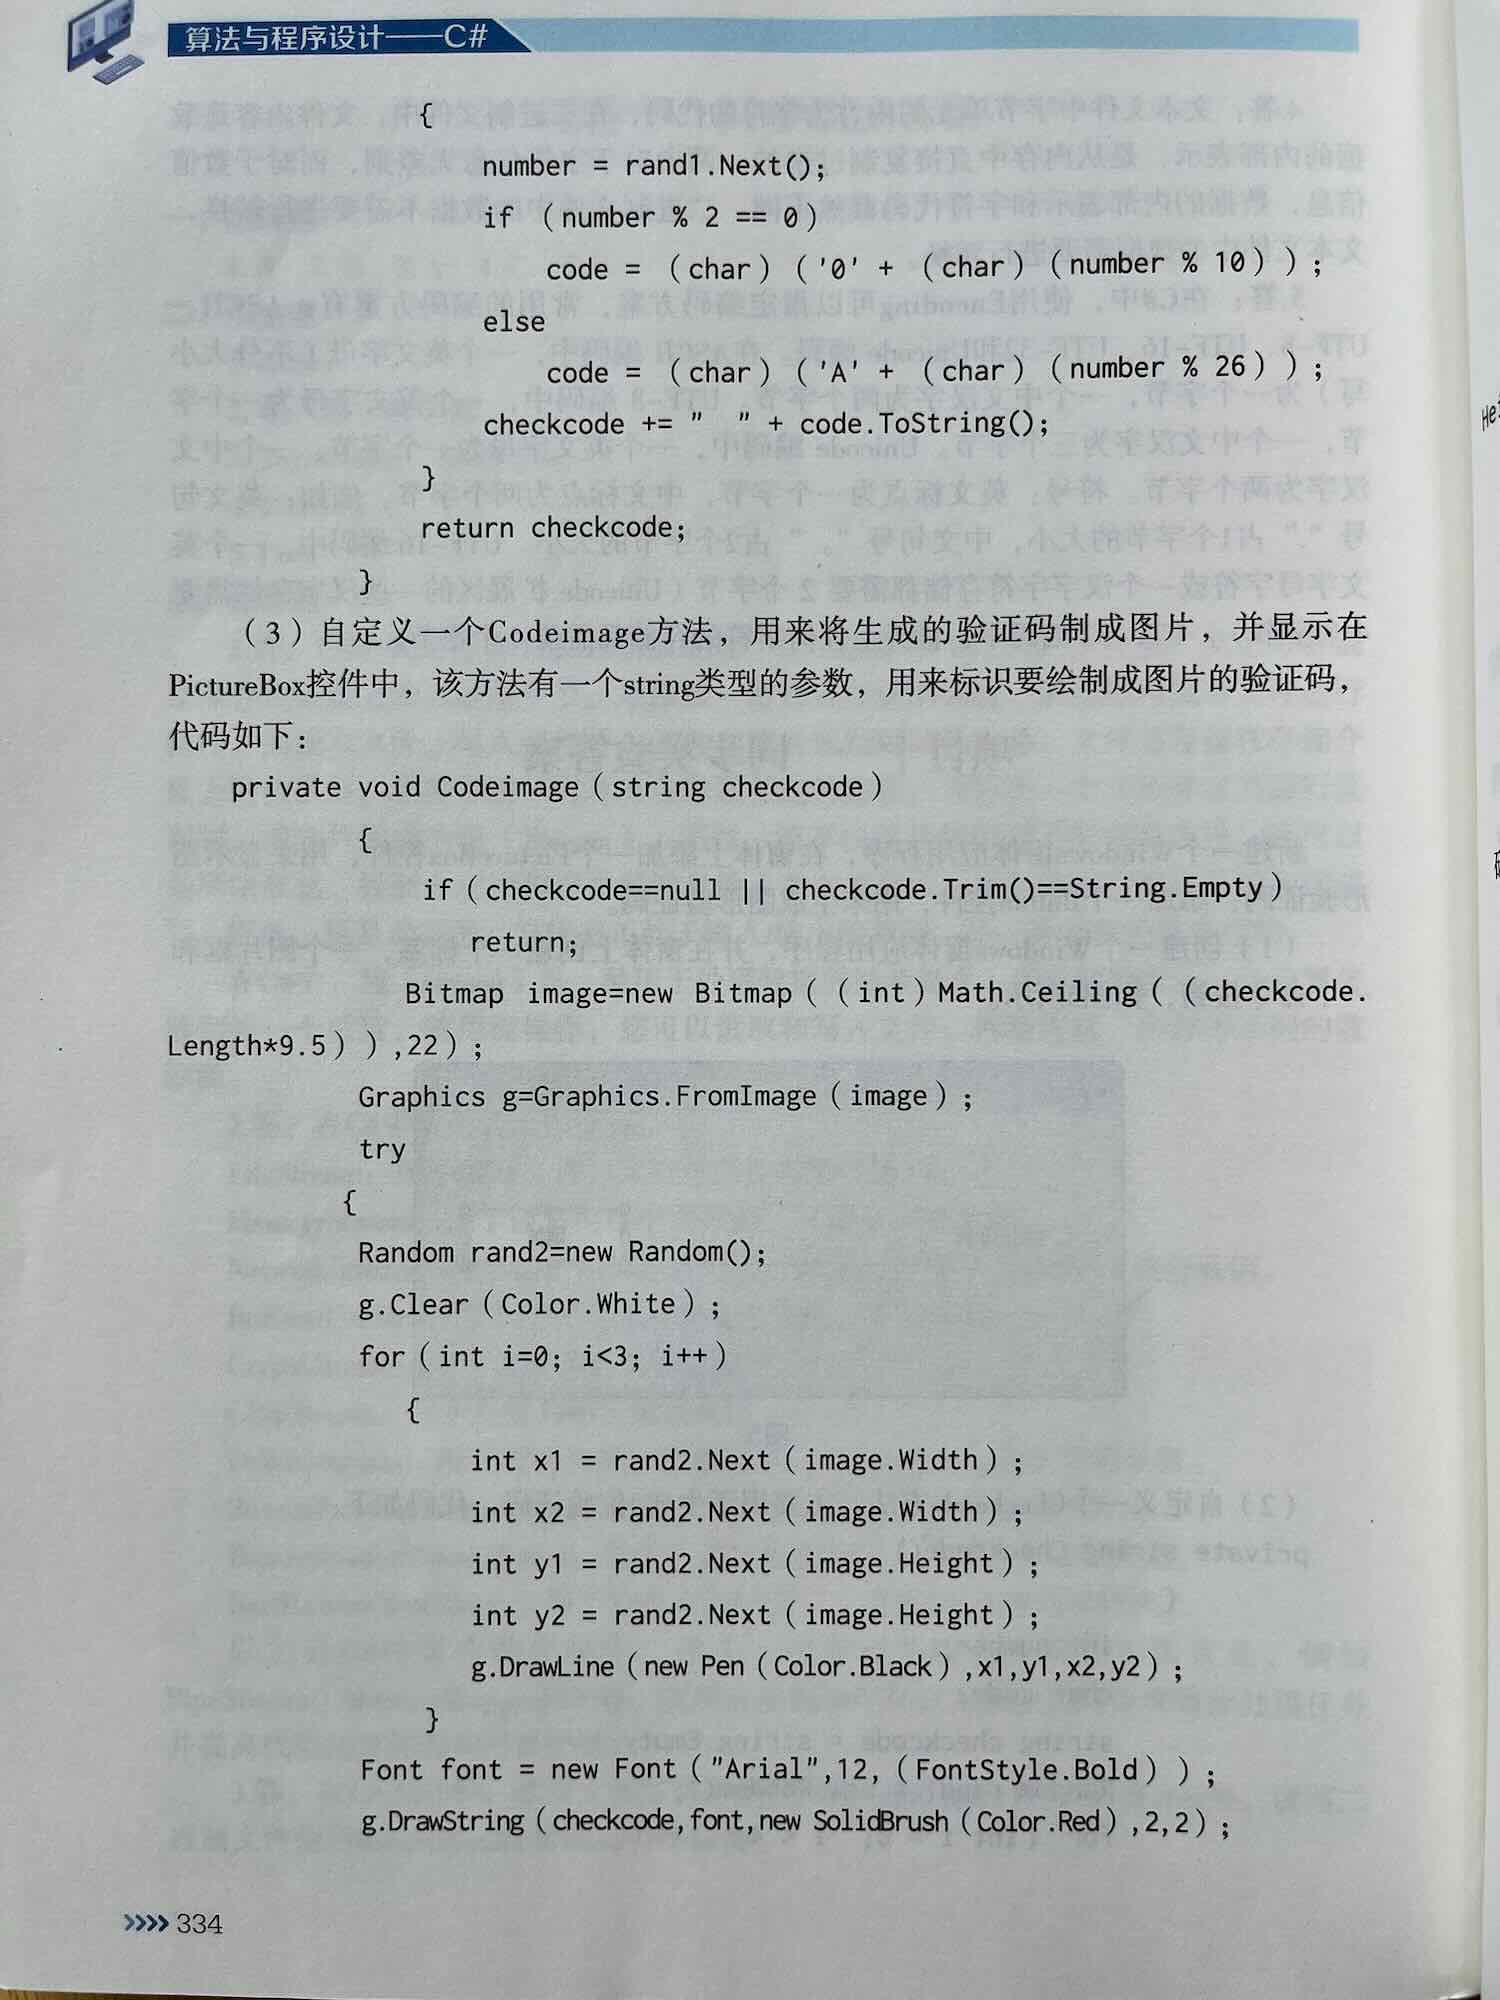 算法与程序设计——C#
{
number = rand1.Next();
if （number % 2 == 0）
code = （char）（'0' + （char）（number % 10））;
else
code = （char）（'A' + （char）（number % 26））;
checkcode += "  " + code.ToString();
}
return checkcode;
}
（3）自定义一个Codeimage方法，用来将生成的验证码制成图片，并显示在
PictureBox控件中，该方法有一个string类型的参数，用来标识要绘制成图片的验证码，
代码如下：
private void Codeimage（string checkcode）
{
if（checkcode==null || checkcode.Trim()==String.Empty）
return;
Bitmap image=new Bitmap（（int）Math.Ceiling（（checkcode.
Length*9.5））,22）;
Graphics g=Graphics.FromImage（image）;
try
{
Random rand2=new Random();
g.Clear（Color.White）;
for（int i=0; i<3; i++）
{
int x1 = rand2.Next（image.Width）;
int x2 = rand2.Next（image.Width）;
int y1 = rand2.Next（image.Height）;
int y2 = rand2.Next（image.Height）;
g.DrawLine（new Pen（Color.Black）,x1,y1,x2,y2）;
}
Font font = new Font（"Arial",12,（FontStyle.Bold））;
g.DrawString（checkcode,font,new SolidBrush（Color.Red）,2,2）;
»»334